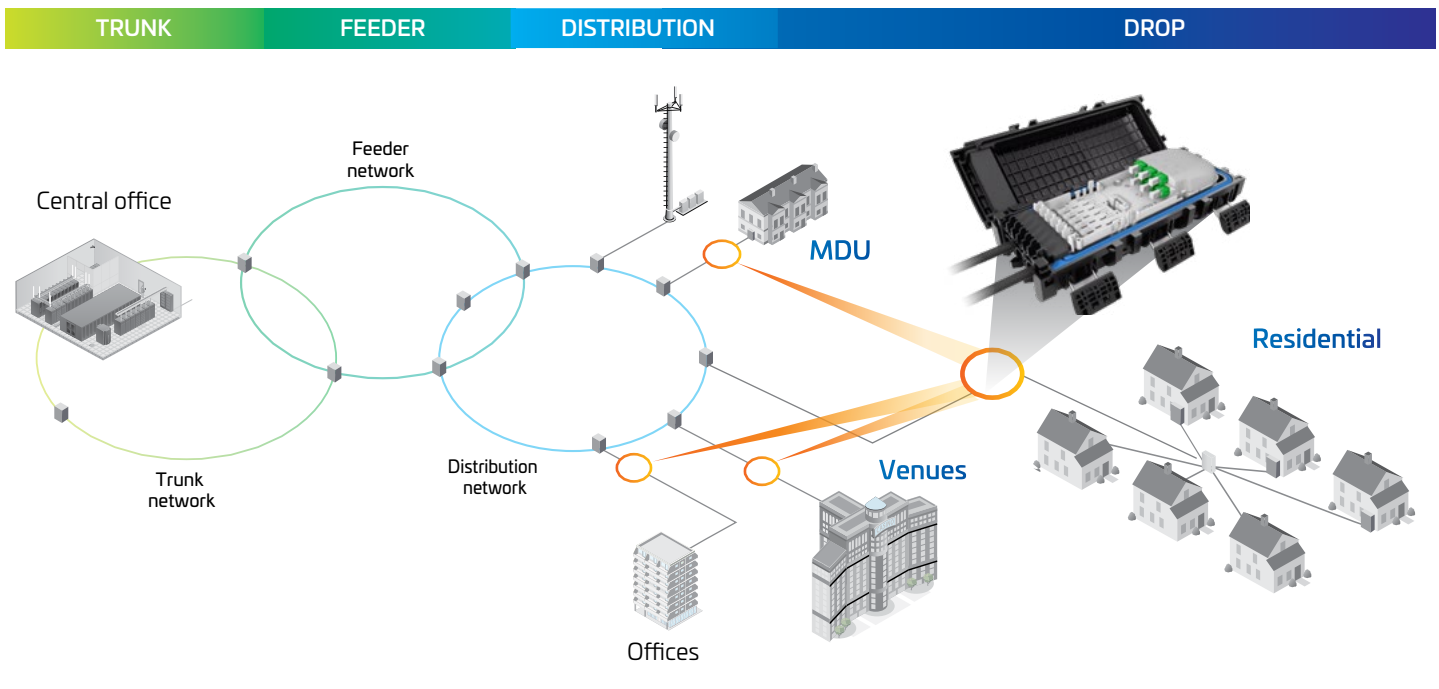 TRUNK
FEEDER
DISTRIBUTION
DROP
Feeder
network
Central office
MDU
Residential
Trunk
network
Distribution
network
Venues
Offices